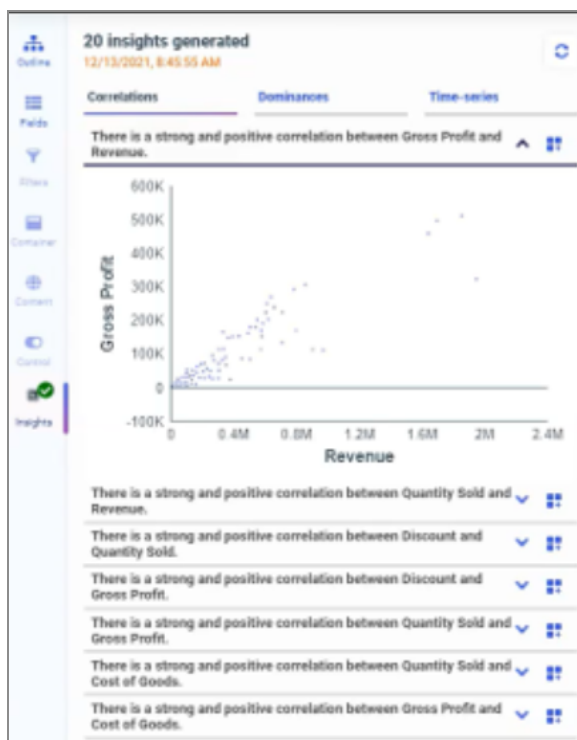 20 insights generated
12/13/2021, 8:45:55 AM
Outline
Fields
Filters
Container
Content
Control
Insights
Correlations
Dominances
Time-series
There is a strong and positive correlation between Gross Profit and
Revenue.
600K
500K
400K
300K
200K
100K
0
-100K
Gross Profit
0
0.4M
0.8M
1.2M
1.6M
2M
2.4M
Revenue
There is a strong and positive correlation between Quantity Sold and
Revenue.
There is a strong and positive correlation between Discount and
Quantity Sold.
There is a strong and positive correlation between Discount and
Gross Profit.
There is a strong and positive correlation between Quantity Sold and
Gross Profit.
There is a strong and positive correlation between Quantity Sold and
Cost of Goods.
There is a strong and positive correlation between Gross Profit and
Cost of Goods.